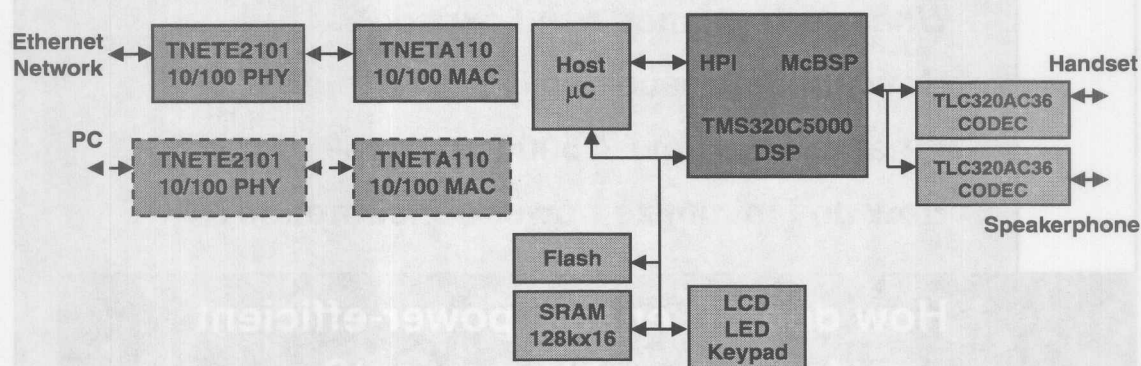 Ethernet
Network
TNETE2101
10/100 PHY
TNETA110
10/100 MAC
Host
µC
HPI McBSP
TMS320C5000
DSP
Handset
TLC320AC36
CODEC
PC
TNETE2101
10/100 PHY
TNETA110
10/100 MAC
TLC320AC36
CODEC
Speakerphone
Flash
SRAM
128kx16
LCD
LED
Keypad